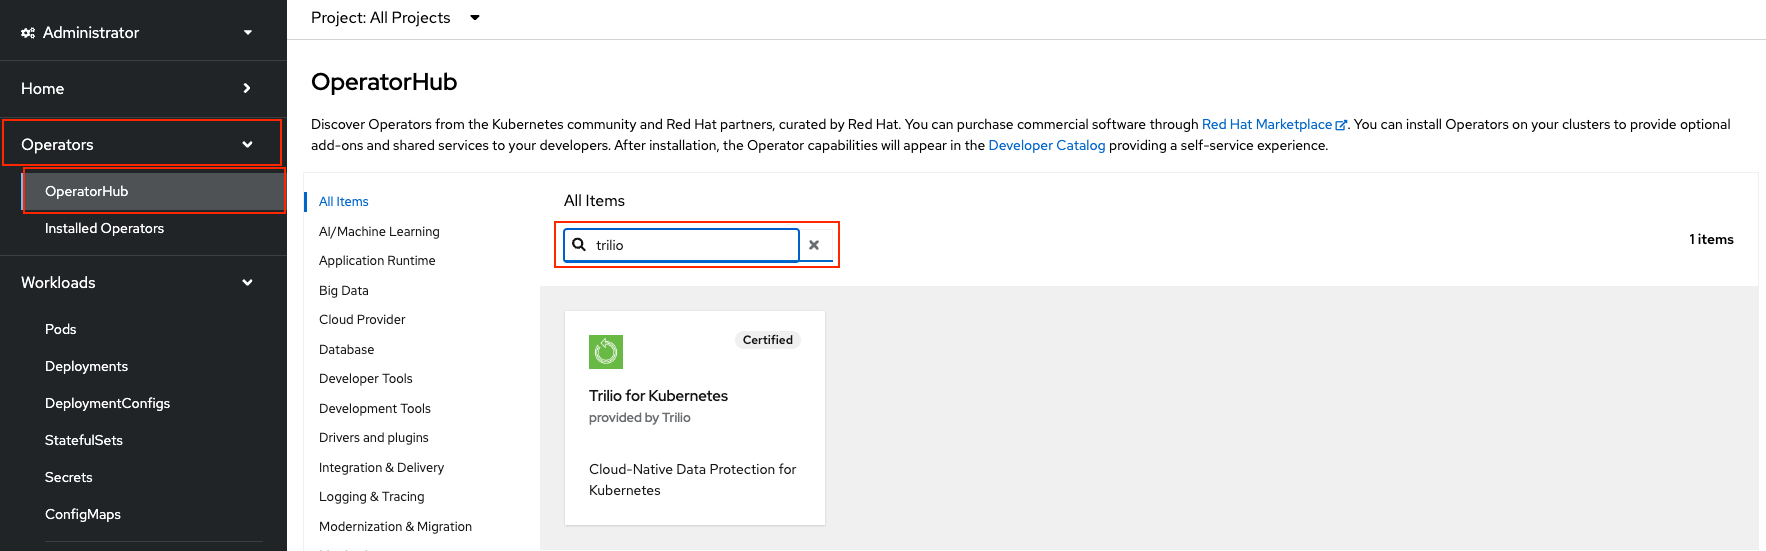 Administrator
Home
Operators
OperatorHub
Installed Operators
Workloads
Pods
Deployments
DeploymentConfigs
StatefulSets
Secrets
ConfigMaps
Project: All Projects
OperatorHub
Discover Operators from the Kubernetes community and Red Hat partners, curated by Red Hat. You can purchase commercial software through Red Hat Marketplace. You can install Operators on your clusters to provide optional
add-ons and shared services to your developers. After installation, the Operator capabilities will appear in the Developer Catalog providing a self-service experience.
All Items
AI/Machine Learning
Application Runtime
Big Data
Cloud Provider
Database
Developer Tools
Development Tools
Drivers and plugins
Integration & Delivery
Logging & Tracing
Modernization & Migration
All Items
trilio
1 items
Certified
Trilio for Kubernetes
provided by Trilio
Cloud-Native Data Protection for
Kubernetes